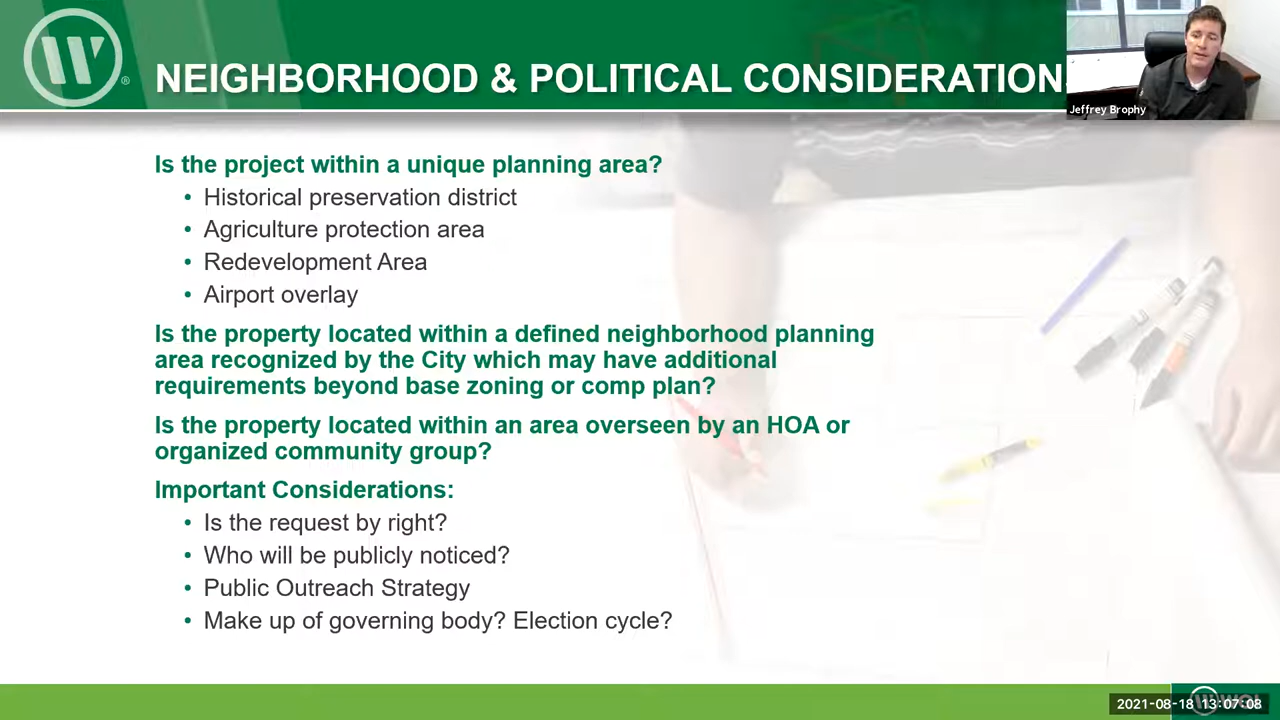 W
®
NEIGHBORHOOD & POLITICAL CONSIDERATION
Jeffrey Brophy
Is the project within a unique planning area?
• Historical preservation district
• Agriculture protection area
• Redevelopment Area
• Airport overlay
Is the property located within a defined neighborhood planning
area recognized by the City which may have additional
requirements beyond base zoning or comp plan?
Is the property located within an area overseen by an HOA or
organized community group?
Important Considerations:
• Is the request by right?
• Who will be publicly noticed?
• Public Outreach Strategy
• Make up of governing body? Election cycle?
2021-08-18 13:07:08